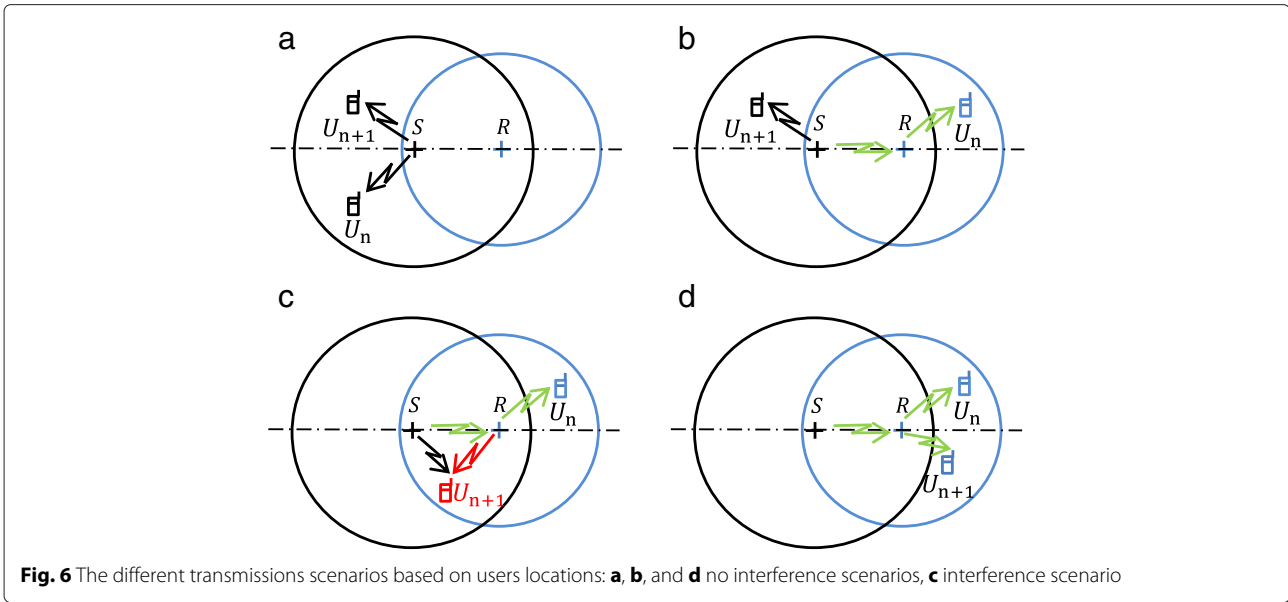 a
b
U_{n+1}
S
R
U_n
U_{n+1}
S
R
U_n
c
d
S
R
U_n
U_{n+1}
S
R
U_n
U_{n+1}
Fig. 6 The different transmissions scenarios based on users locations: a, b, and d no interference scenarios, c interference scenario